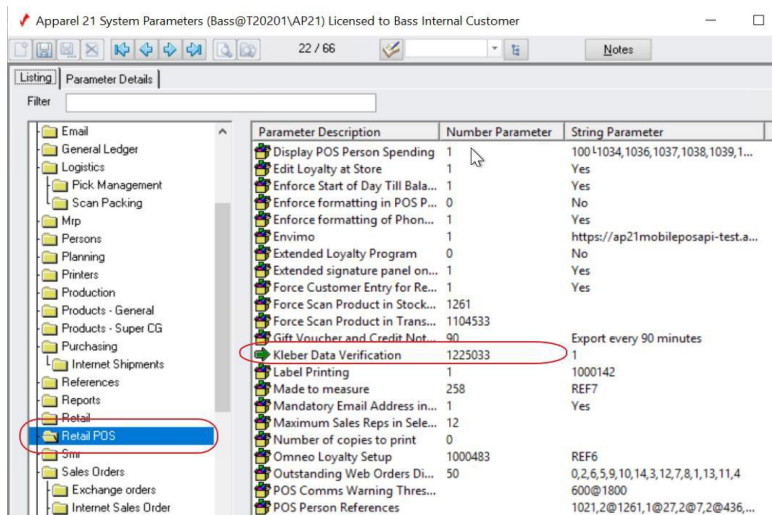 Apparel 21 System Parameters (Bass@T20201\AP21) Licensed to Bass Internal Customer
22 / 66
Notes
Listing
Parameter Details
Filter
Email
General Ledger
Logistics
Pick Management
Scan Packing
Mrp
Persons
Planning
Printers
Production
Products - General
Products - Super CG
Purchasing
Internet Shipments
References
Reports
Retail
Retail POS
Smr
Sales Orders
Exchange orders
Internet Sales Order
Parameter Description Number Parameter String Parameter
Display POS Person Spending 1 100└1034,1036,1037,1038,1039,1...
Edit Loyalty at Store 1 Yes
Enforce Start of Day Till Bala... 1 Yes
Enforce formatting in POS P... 0 No
Enforce formatting of Phon... 1 Yes
Envimo 1 https://ap21mobileposapi-test.a...
Extended Loyalty Program 0 No
Extended signature panel on... 1 Yes
Force Customer Entry for Re... 1 Yes
Force Scan Product in Stock... 1261
Force Scan Product in Trans... 1104533
Gift Voucher and Credit Not... 90 Export every 90 minutes
Kleber Data Verification 1225033 1
Label Printing 1 1000142
Made to measure 258 REF7
Mandatory Email Address in... 1 Yes
Maximum Sales Reps in Sele... 12
Number of copies to print 0
Omneo Loyalty Setup 1000483 REF6
Outstanding Web Orders Di... 50 0,2,6,5,9,10,14,3,12,7,8,1,13,11,4
POS Comms Warning Thres... 600@1800
POS Person References 1021,2@1261,1@27,2@7,2@436,...